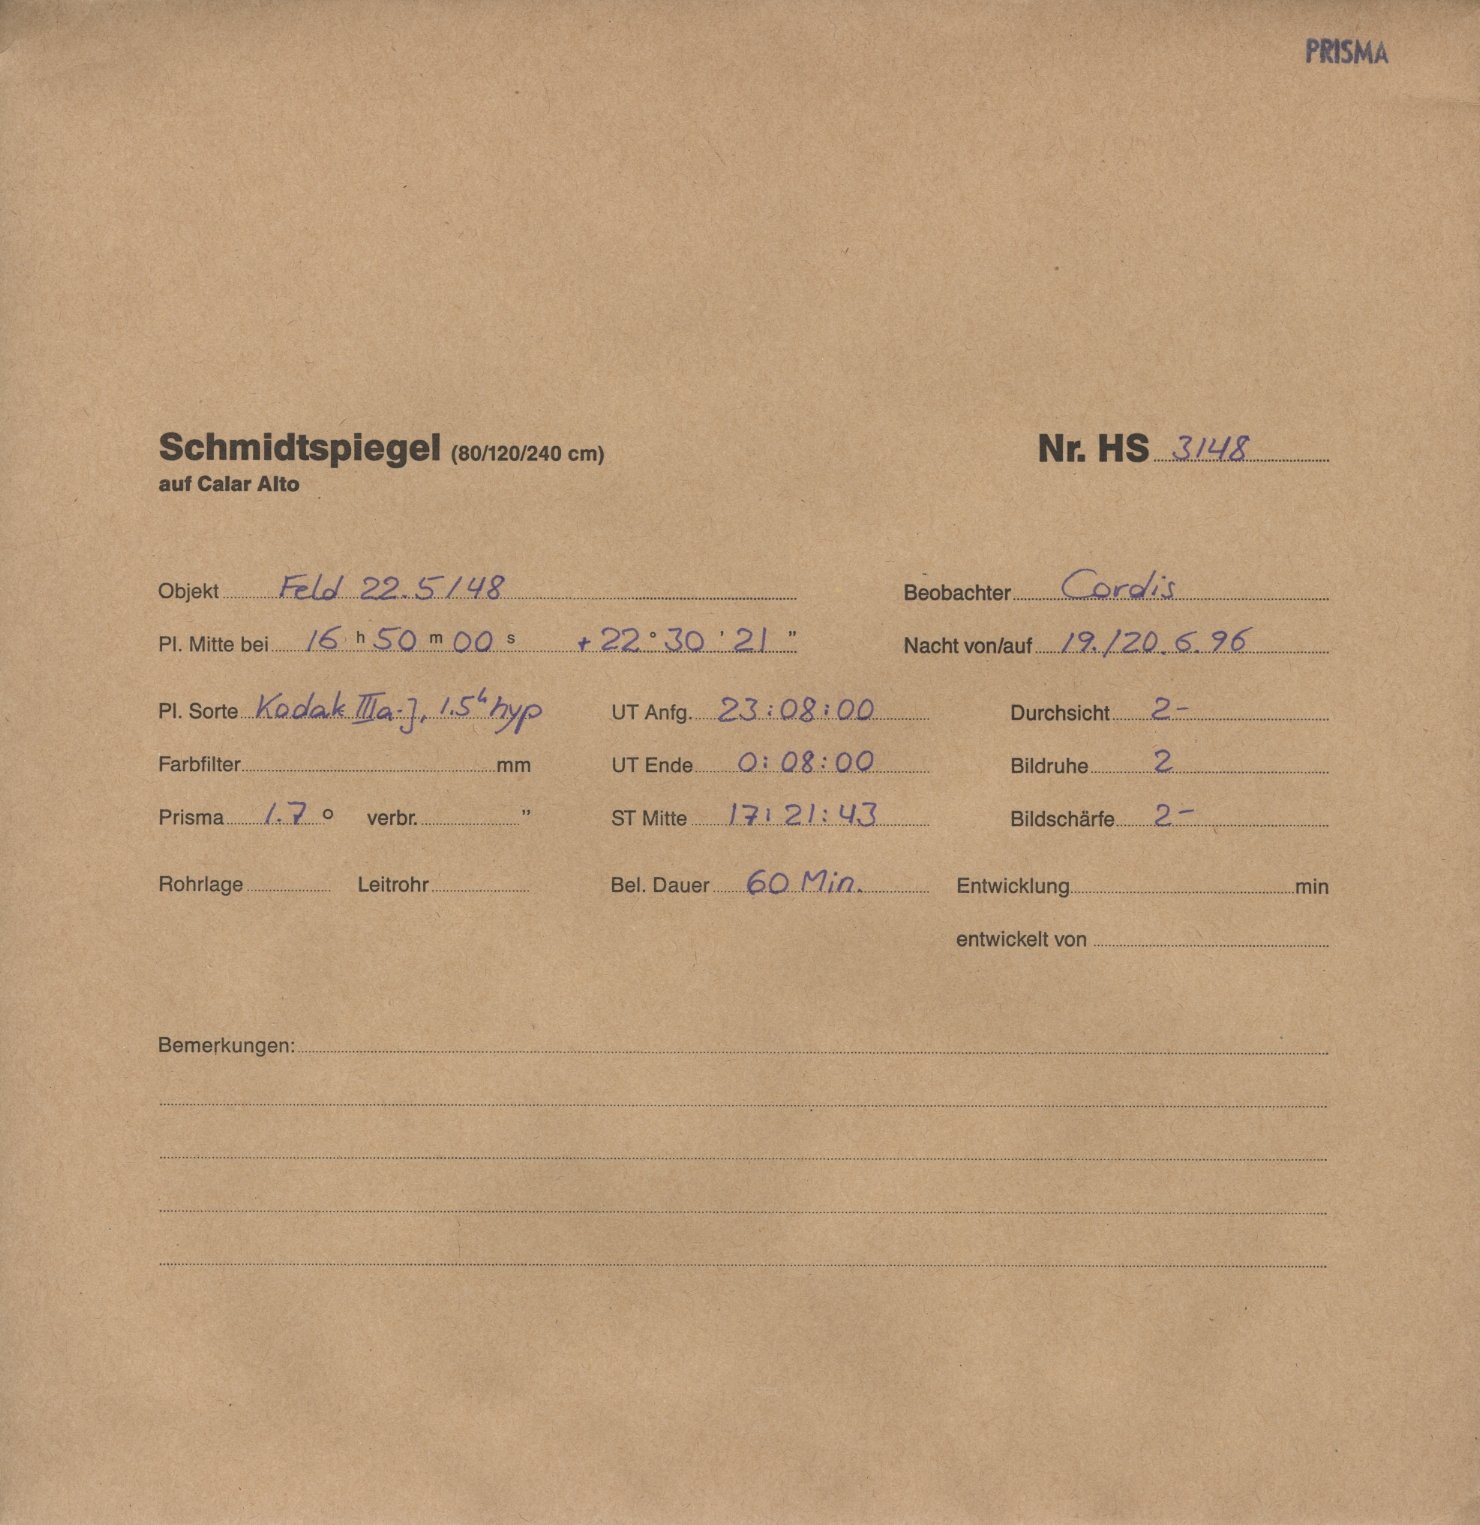 PRISMA
Schmidtspiegel (80/120/240 cm) Nr. HS 3148
auf Calar Alto
Objekt Feld 22.5/48 Beobachter Cordis
Pl. Mitte bei 16 h 50 m 00 s +22° 30' 21" Nacht von/auf 19./20.6.96
Pl. Sorte Kodak IIIa-J, 1.5h hyp UT Anfg. 23:08:00 Durchsicht 2-
Farbfilter mm UT Ende 0:08:00 Bildruhe 2
Prisma 1.7° verbr. " ST Mitte 17:21:43 Bildschärfe 2-
Rohrlage Leitrohr Bel. Dauer 60 Min. Entwicklung min
entwickelt von
Bemerkungen: